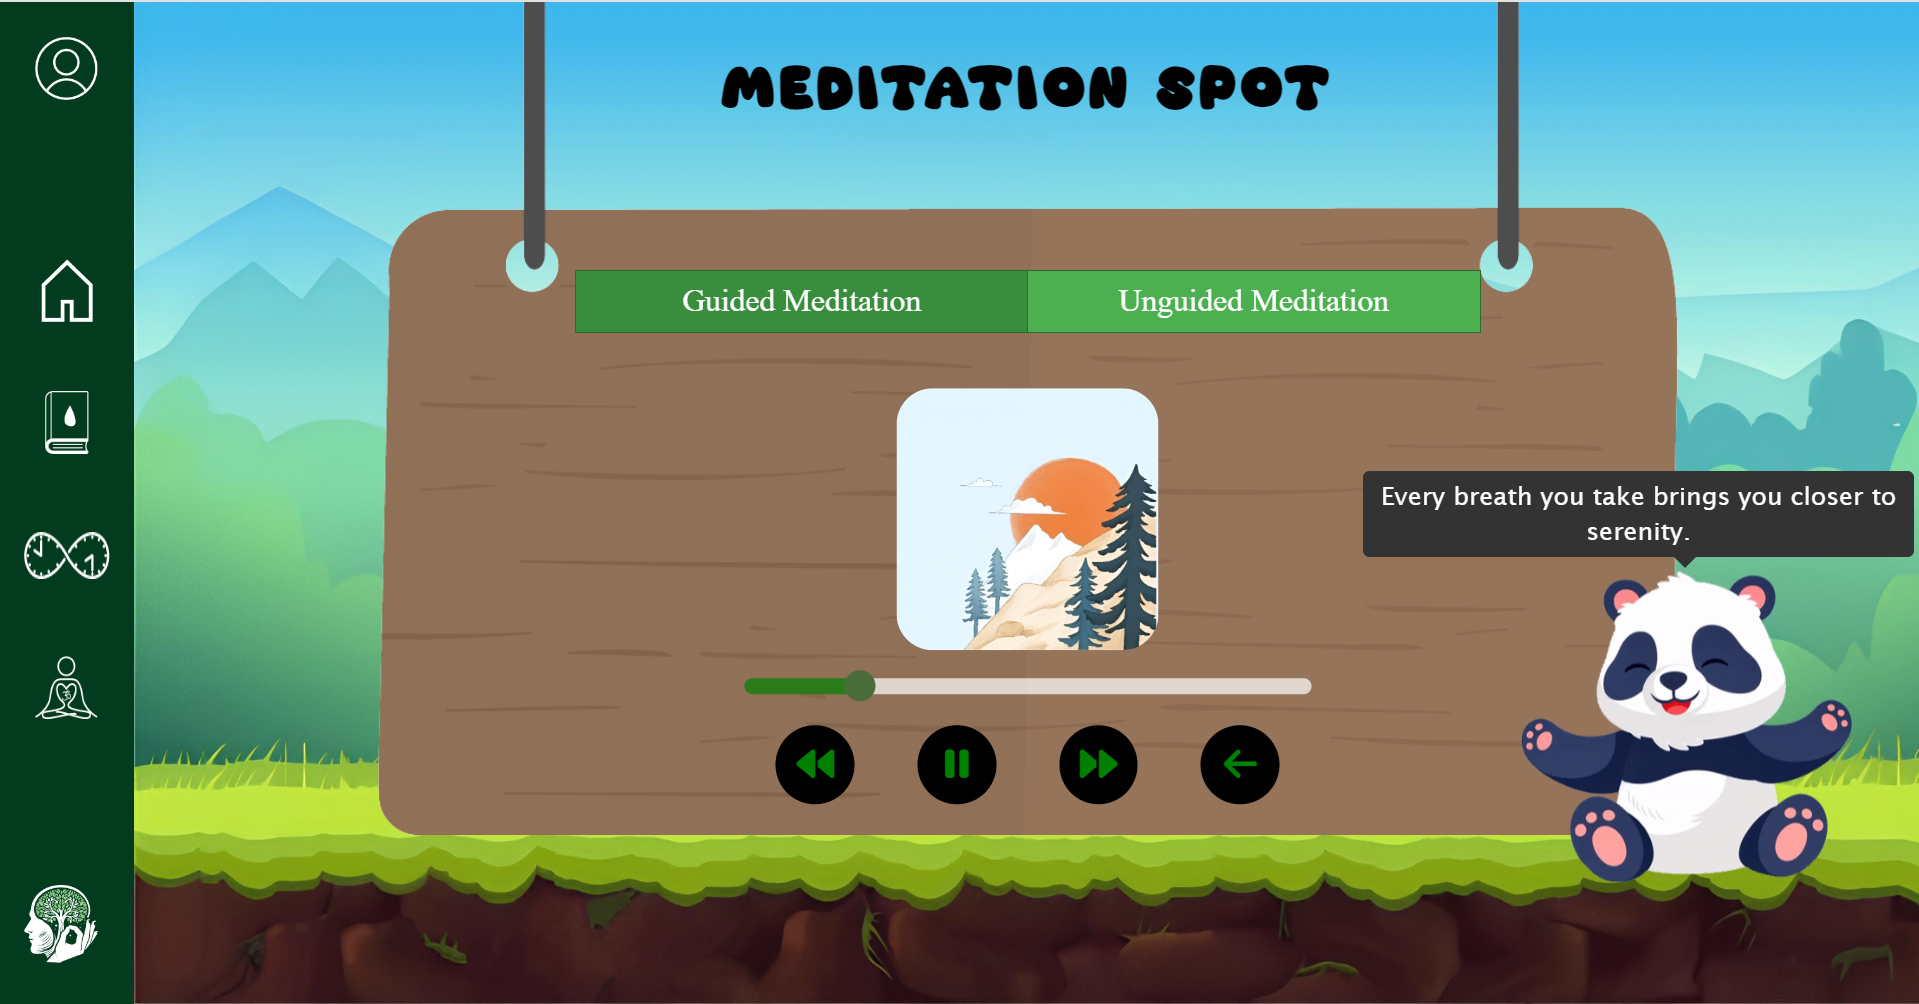 MEDITATION SPOT
Guided Meditation
Unguided Meditation
Every breath you take brings you closer to
serenity.